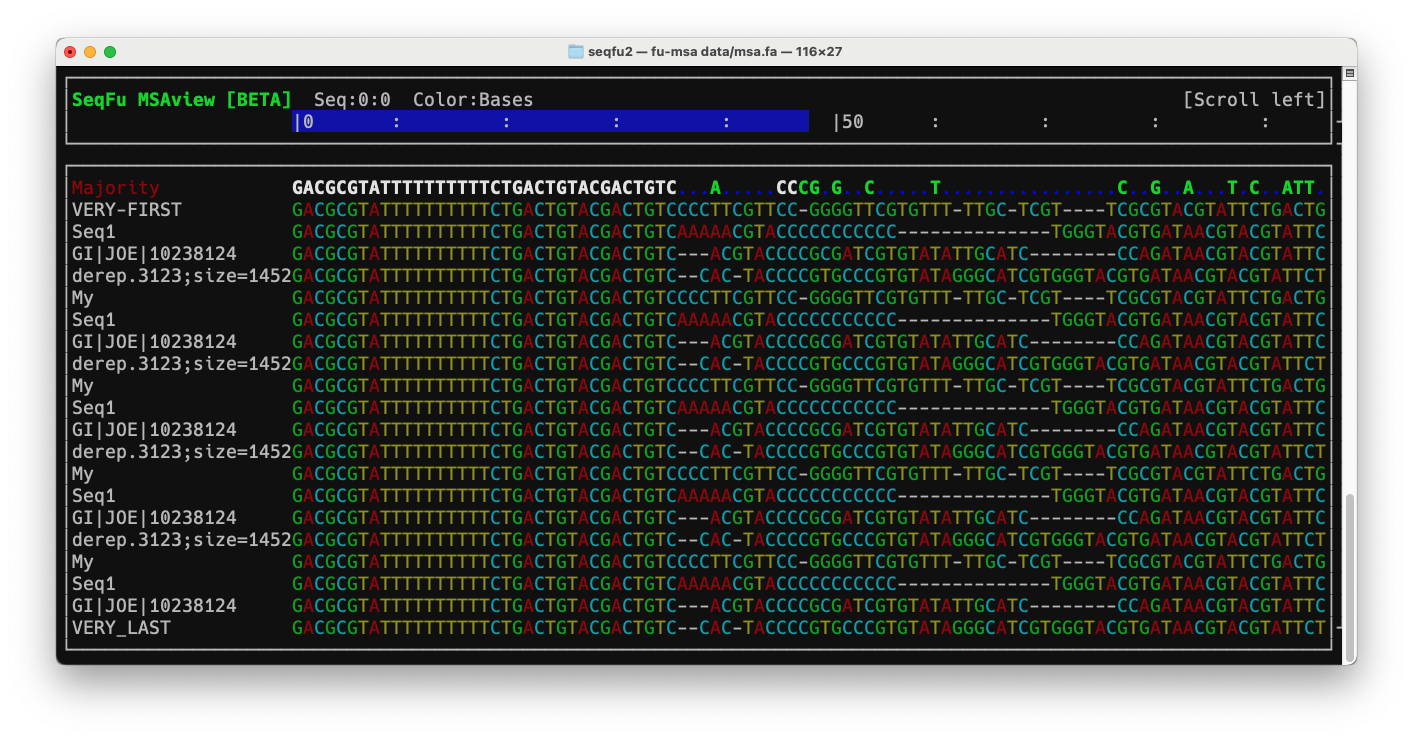 seqfu2 — fu-msa data/msa.fa — 116×27
SeqFu MSAview [BETA]  Seq:0:0  Color:Bases [Scroll left]
|0 : : : : |50 : : : :
Majority GACGCGTATTTTTTTTTTCTGACTGTACGACTGTC...A.....CCCG.G..C.....T................C..G..A...T.C..ATT.
VERY-FIRST GACGCGTATTTTTTTTTTCTGACTGTACGACTGTCCCCTTCGTTCC-GGGGTTCGTGTTT-TTGC-TCGT----TCGCGTACGTATTCTGACTG
Seq1 GACGCGTATTTTTTTTTTCTGACTGTACGACTGTCAAAAACGTACCCCCCCCCCC--------------TGGGTACGTGATAACGTACGTATTC
GI|JOE|10238124 GACGCGTATTTTTTTTTTCTGACTGTACGACTGTC---ACGTACCCCGCGATCGTGTATATTGCATC--------CCAGATAACGTACGTATTC
derep.3123;size=1452GACGCGTATTTTTTTTTTCTGACTGTACGACTGTC--CAC-TACCCCGTGCCCGTGTATAGGGCATCGTGGGTACGTGATAACGTACGTATTCT
My GACGCGTATTTTTTTTTTCTGACTGTACGACTGTCCCCTTCGTTCC-GGGGTTCGTGTTT-TTGC-TCGT----TCGCGTACGTATTCTGACTG
Seq1 GACGCGTATTTTTTTTTTCTGACTGTACGACTGTCAAAAACGTACCCCCCCCCCC--------------TGGGTACGTGATAACGTACGTATTC
GI|JOE|10238124 GACGCGTATTTTTTTTTTCTGACTGTACGACTGTC---ACGTACCCCGCGATCGTGTATATTGCATC--------CCAGATAACGTACGTATTC
derep.3123;size=1452GACGCGTATTTTTTTTTTCTGACTGTACGACTGTC--CAC-TACCCCGTGCCCGTGTATAGGGCATCGTGGGTACGTGATAACGTACGTATTCT
My GACGCGTATTTTTTTTTTCTGACTGTACGACTGTCCCCTTCGTTCC-GGGGTTCGTGTTT-TTGC-TCGT----TCGCGTACGTATTCTGACTG
Seq1 GACGCGTATTTTTTTTTTCTGACTGTACGACTGTCAAAAACGTACCCCCCCCCCC--------------TGGGTACGTGATAACGTACGTATTC
GI|JOE|10238124 GACGCGTATTTTTTTTTTCTGACTGTACGACTGTC---ACGTACCCCGCGATCGTGTATATTGCATC--------CCAGATAACGTACGTATTC
derep.3123;size=1452GACGCGTATTTTTTTTTTCTGACTGTACGACTGTC--CAC-TACCCCGTGCCCGTGTATAGGGCATCGTGGGTACGTGATAACGTACGTATTCT
My GACGCGTATTTTTTTTTTCTGACTGTACGACTGTCCCCTTCGTTCC-GGGGTTCGTGTTT-TTGC-TCGT----TCGCGTACGTATTCTGACTG
Seq1 GACGCGTATTTTTTTTTTCTGACTGTACGACTGTCAAAAACGTACCCCCCCCCCC--------------TGGGTACGTGATAACGTACGTATTC
GI|JOE|10238124 GACGCGTATTTTTTTTTTCTGACTGTACGACTGTC---ACGTACCCCGCGATCGTGTATATTGCATC--------CCAGATAACGTACGTATTC
derep.3123;size=1452GACGCGTATTTTTTTTTTCTGACTGTACGACTGTC--CAC-TACCCCGTGCCCGTGTATAGGGCATCGTGGGTACGTGATAACGTACGTATTCT
My GACGCGTATTTTTTTTTTCTGACTGTACGACTGTCCCCTTCGTTCC-GGGGTTCGTGTTT-TTGC-TCGT----TCGCGTACGTATTCTGACTG
Seq1 GACGCGTATTTTTTTTTTCTGACTGTACGACTGTCAAAAACGTACCCCCCCCCCC--------------TGGGTACGTGATAACGTACGTATTC
GI|JOE|10238124 GACGCGTATTTTTTTTTTCTGACTGTACGACTGTC---ACGTACCCCGCGATCGTGTATATTGCATC--------CCAGATAACGTACGTATTC
VERY_LAST GACGCGTATTTTTTTTTTCTGACTGTACGACTGTC--CAC-TACCCCGTGCCCGTGTATAGGGCATCGTGGGTACGTGATAACGTACGTATTCT